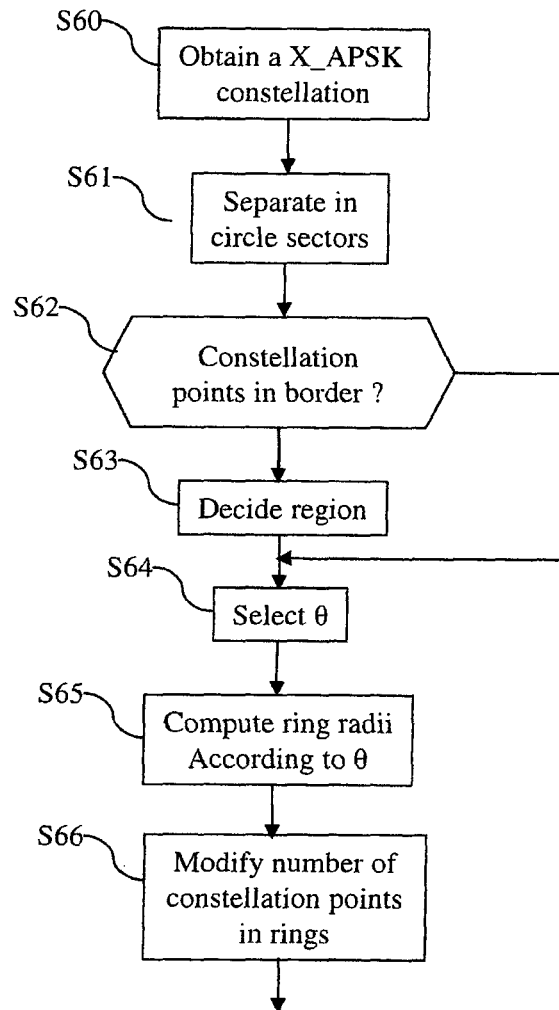 S60
Obtain a X_APSK
constellation
S61
Separate in
circle sectors
S62
Constellation
points in border ?
S63
Decide region
S64
Select θ
S65
Compute ring radii
According to θ
S66
Modify number of
constellation points
in rings